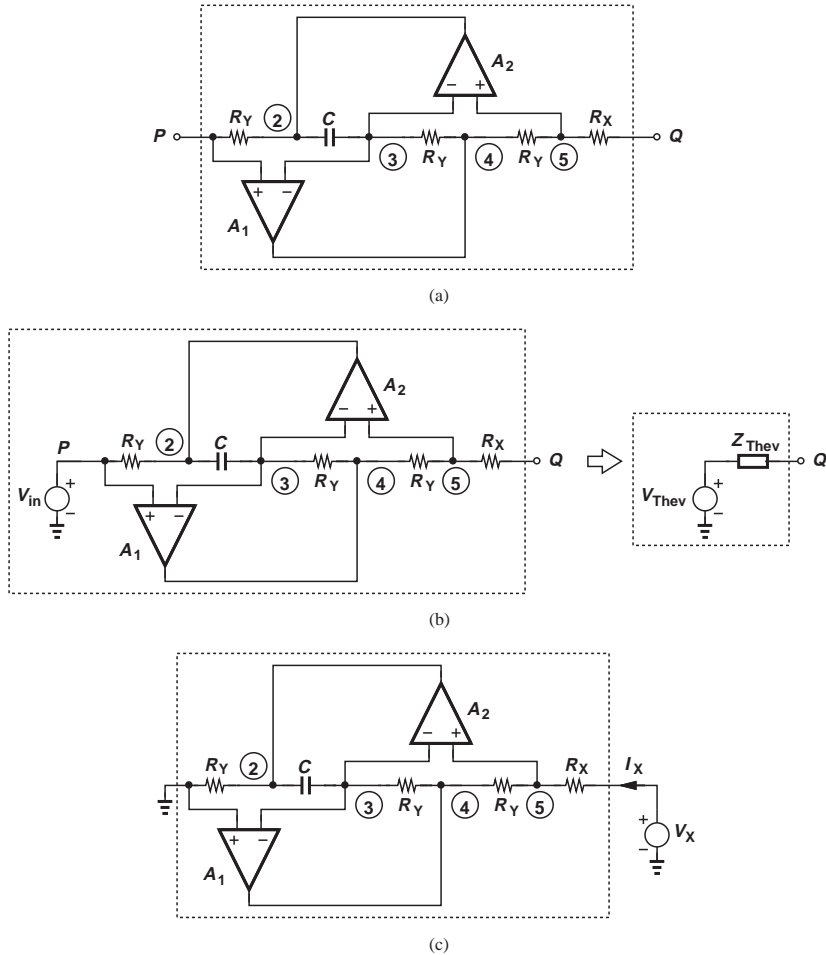 A2
− +
P RY 2 C RX Q
3 RY 4 RY 5
+ −
A1
(a)
A2
− +
P RY 2 C RX Q
3 RY 4 RY 5
Vin + −
+ −
A1
ZThev Q
VThev + −
(b)
A2
− +
RY 2 C RX IX
3 RY 4 RY 5
+ −
A1
+ − VX
(c)